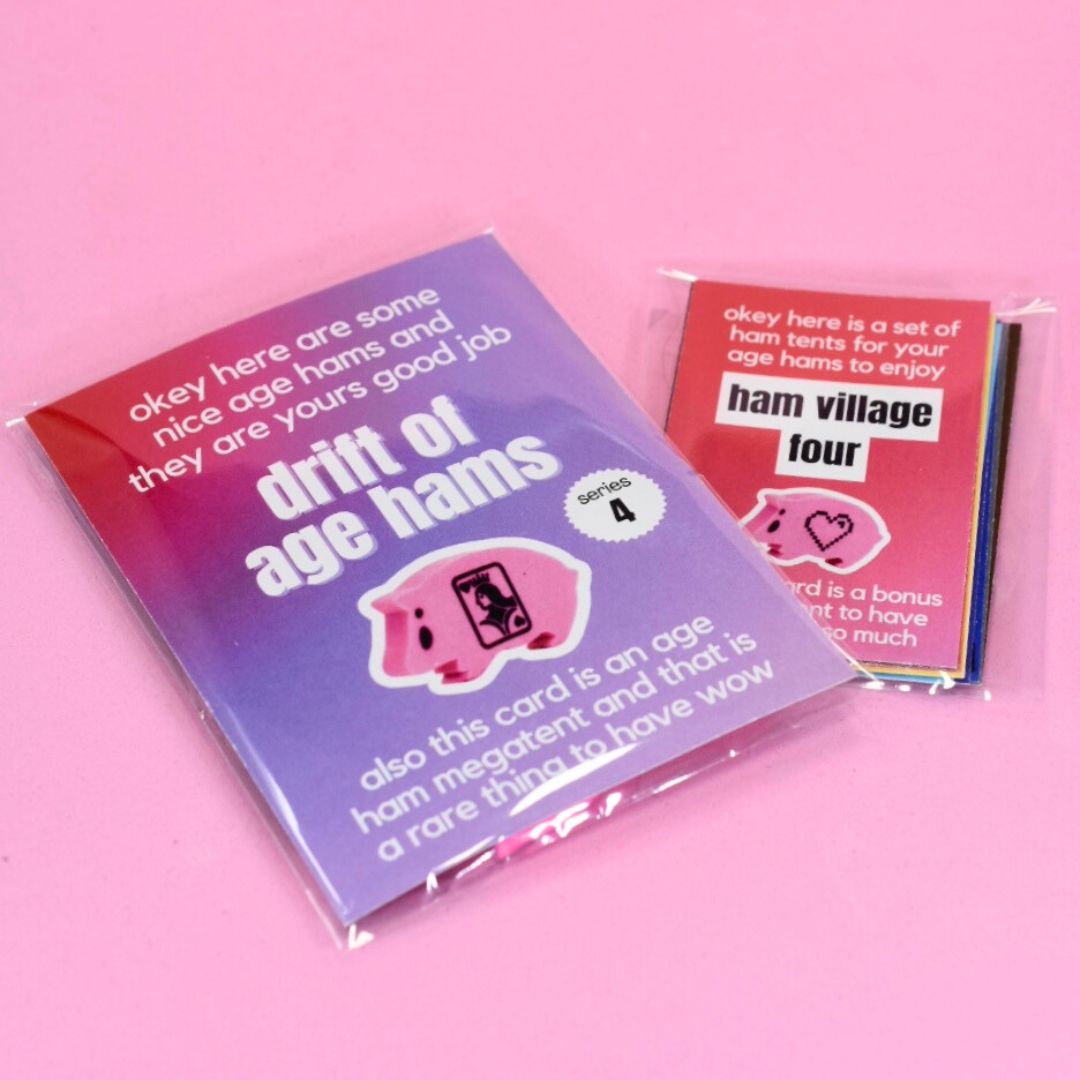 okey here are some
nice age hams and
they are yours good job
drift of
age hams
series
4
also this card is an age
ham megatent and that is
a rare thing to have wow
okey here is a set of
ham tents for your
age hams to enjoy
ham village
four
is a bonus
to have
so much